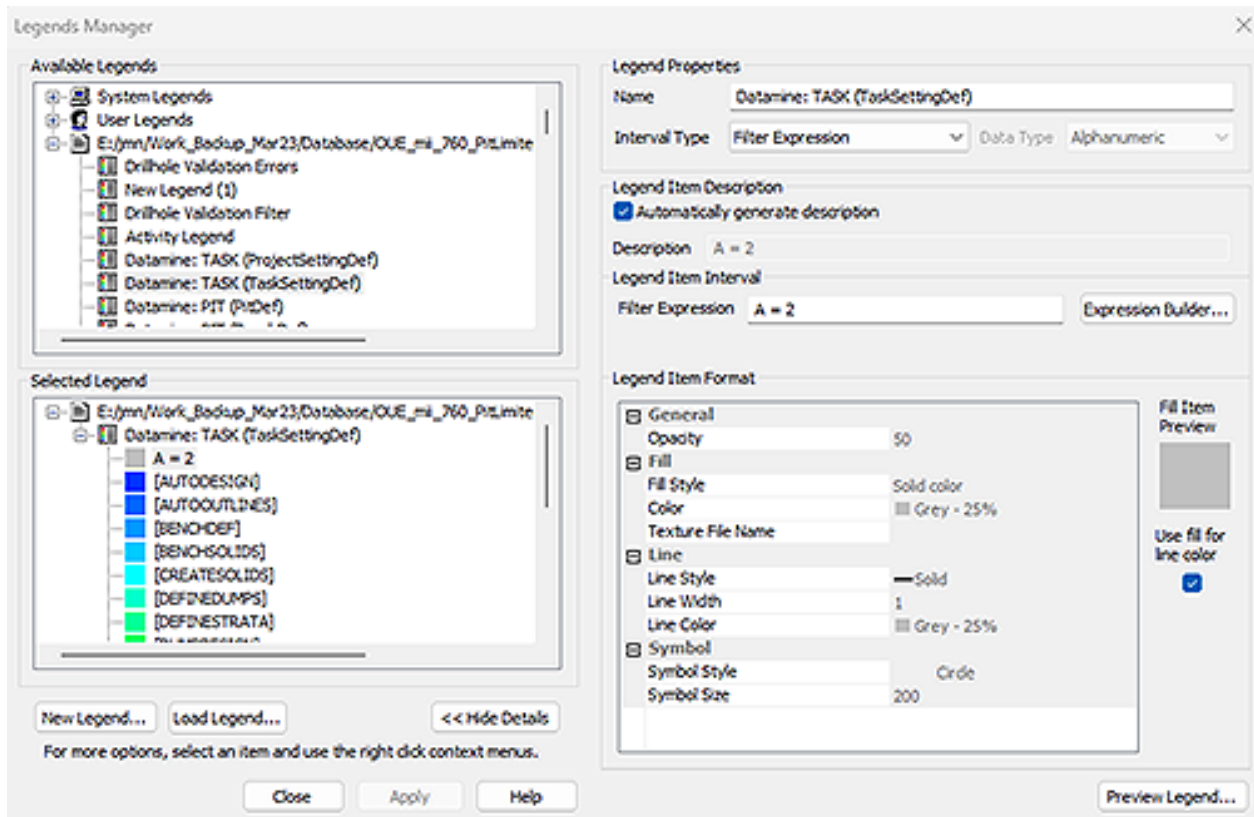 Legends Manager
Available Legends
System Legends
User Legends
E:/jmn/Work_Backup_Mar23/Database/OUE_mii_760_PitLimite
Drillhole Validation Errors
New Legend (1)
Drillhole Validation Filter
Activity Legend
Datamine: TASK (ProjectSettingDef)
Datamine: TASK (TaskSettingDef)
Datamine: PIT (PitDef)
Selected Legend
E:/jmn/Work_Backup_Mar23/Database/OUE_mii_760_PitLimite
Datamine: TASK (TaskSettingDef)
A = 2
[AUTODESIGN]
[AUTOOUTLINES]
[BENCHDEF]
[BENCHSOLIDS]
[CREATESOLIDS]
[DEFINEDUMPS]
[DEFINESTRATA]
New Legend... Load Legend... << Hide Details
For more options, select an item and use the right click context menus.
Close Apply Help
Legend Properties
Name Datamine: TASK (TaskSettingDef)
Interval Type Filter Expression Data Type Alphanumeric
Legend Item Description
Automatically generate description
Description A = 2
Legend Item Interval
Filter Expression A = 2 Expression Builder...
Legend Item Format
General
Opacity 50
Fill
Fill Style Solid color
Color Grey - 25%
Texture File Name
Line
Line Style Solid
Line Width 1
Line Color Grey - 25%
Symbol
Symbol Style Circle
Symbol Size 200
Fill Item
Preview
Use fill for
line color
Preview Legend...